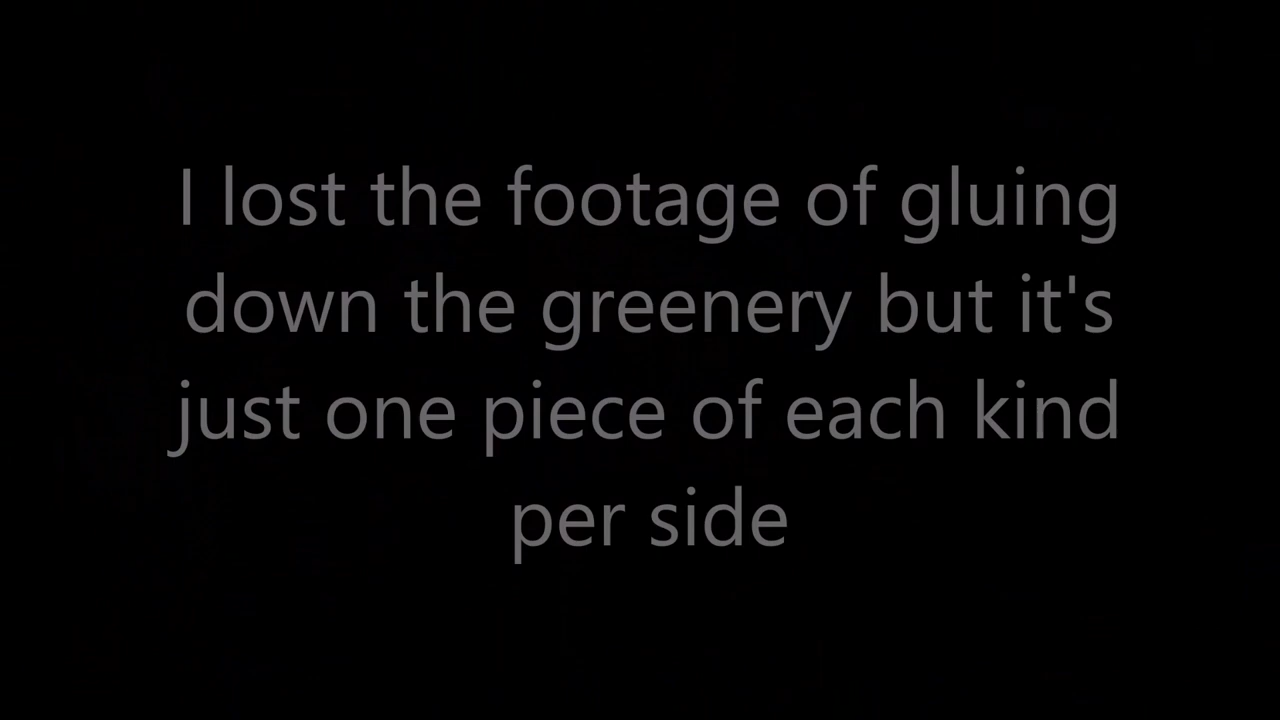 I lost the footage of gluing
down the greenery but it's
just one piece of each kind
per side